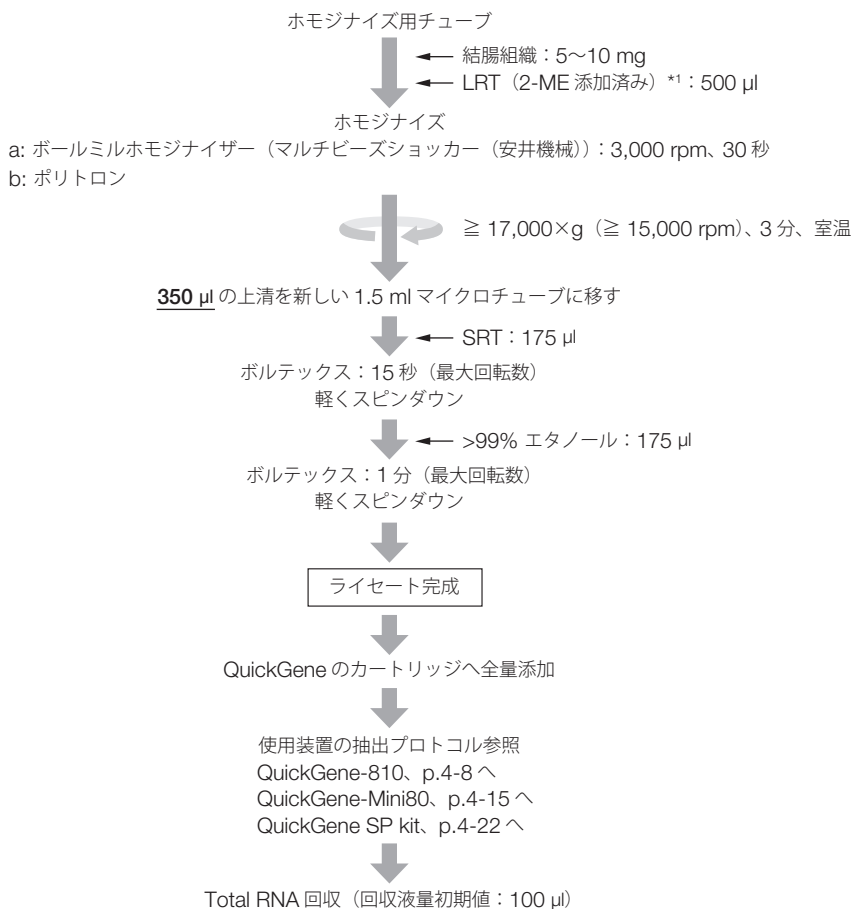 ホモジナイズ用チューブ
結腸組織：5～10 mg
LRT（2-ME 添加済み）*1：500 µl
ホモジナイズ
a: ボールミルホモジナイザー（マルチビーズショッカー（安井機械））：3,000 rpm、30 秒
b: ポリトロン
≧ 17,000×g（≧ 15,000 rpm）、3 分、室温
350 µl の上清を新しい 1.5 ml マイクロチューブに移す
SRT：175 µl
ボルテックス：15 秒（最大回転数）
軽くスピンダウン
>99% エタノール：175 µl
ボルテックス：1 分（最大回転数）
軽くスピンダウン
ライセート完成
QuickGene のカートリッジへ全量添加
使用装置の抽出プロトコル参照
QuickGene-810、p.4-8 へ
QuickGene-Mini80、p.4-15 へ
QuickGene SP kit、p.4-22 へ
Total RNA 回収（回収液量初期値：100 µl）